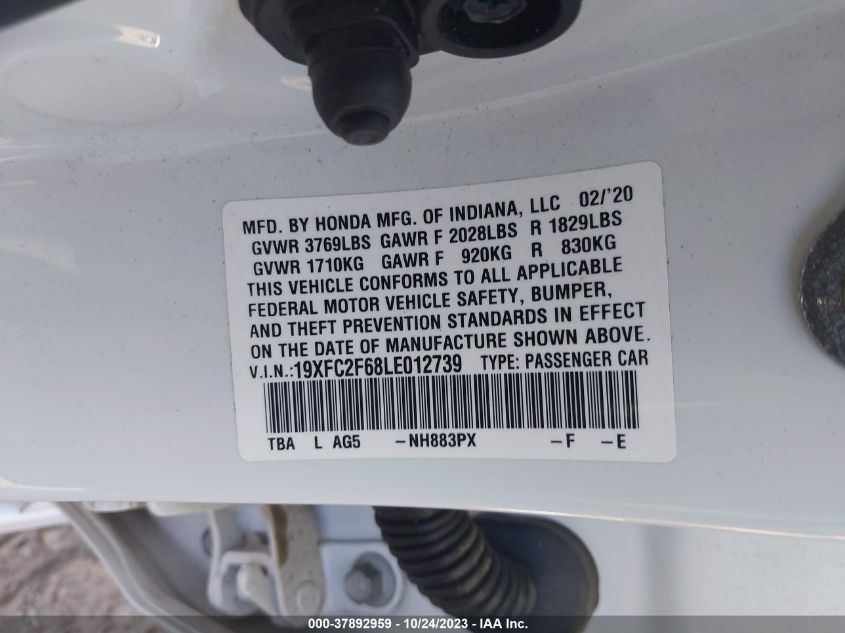 MFD. BY HONDA MFG. OF INDIANA, LLC 02/'20
GVWR 3769LBS GAWR F 2028LBS R 1829LBS
GVWR 1710KG GAWR F 920KG R 830KG
THIS VEHICLE CONFORMS TO ALL APPLICABLE
FEDERAL MOTOR VEHICLE SAFETY, BUMPER,
AND THEFT PREVENTION STANDARDS IN EFFECT
ON THE DATE OF MANUFACTURE SHOWN ABOVE.
V.I.N.:19XFC2F68LE012739 TYPE: PASSENGER CAR
TBA L AG5 -NH883PX -F -E
000-37892959 - 10/24/2023 - IAA Inc.